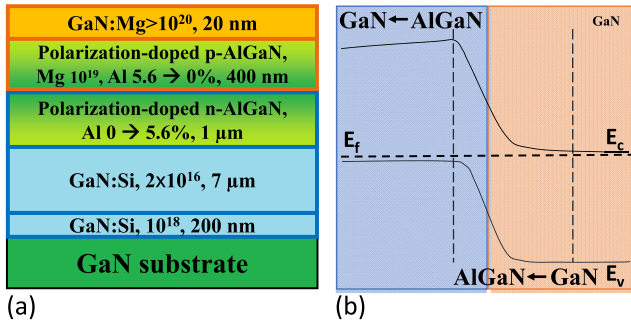 GaN:Mg>10²⁰, 20 nm
Polarization-doped p-AlGaN,
Mg 10¹⁹, Al 5.6 → 0%, 400 nm
Polarization-doped n-AlGaN,
Al 0 → 5.6%, 1 µm
GaN:Si, 2×10¹⁶, 7 µm
GaN:Si, 10¹⁸, 200 nm
GaN substrate
(a)
GaN←AlGaN
GaN
E_f
E_c
AlGaN←GaN
E_v
(b)